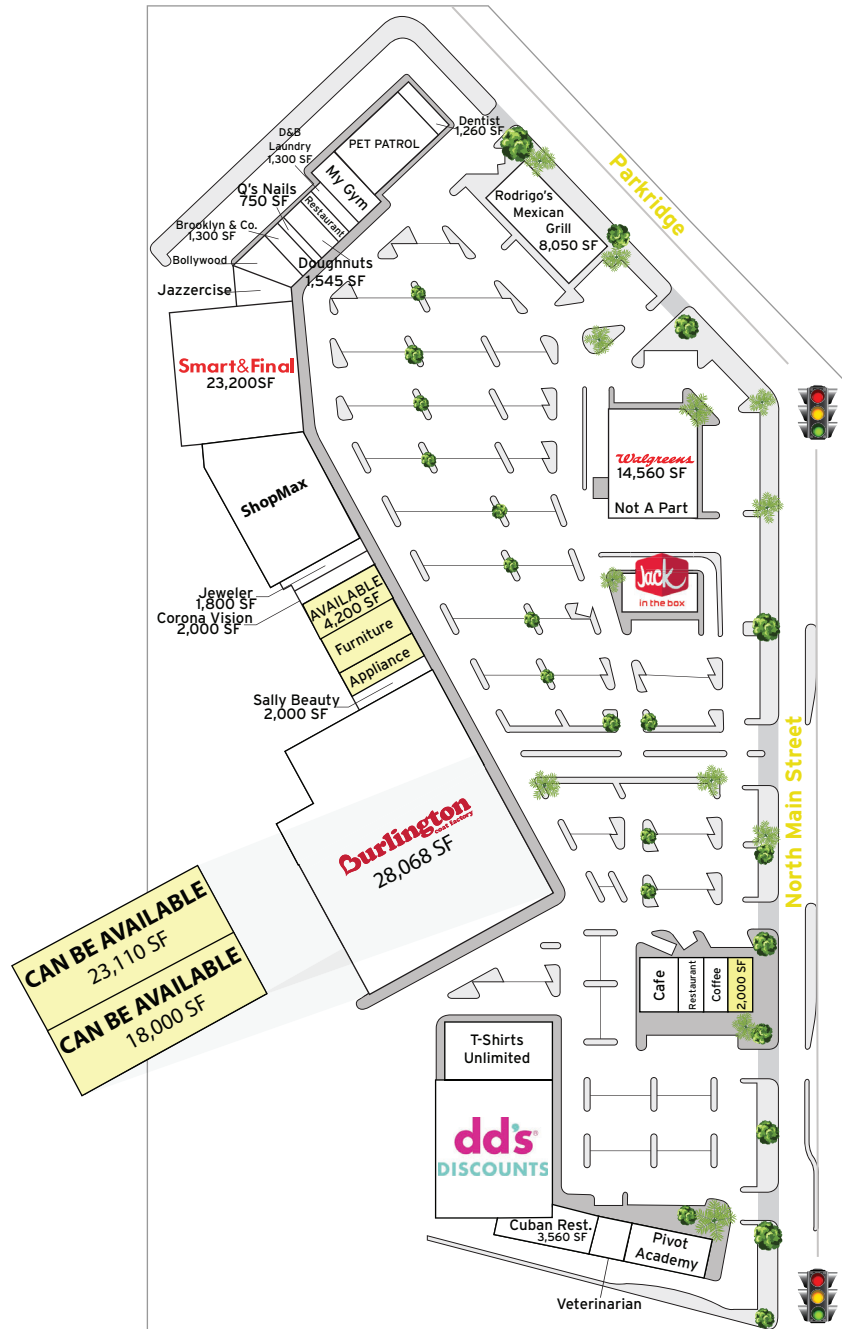 Dentist
1,260 SF
D&B
Laundry
1,300 SF
PET PATROL
My Gym
Q's Nails
750 SF
Restaurant
Brooklyn & Co.
1,300 SF
Bollywood
Doughnuts
1,545 SF
Jazzercise
Rodrigo's
Mexican
Grill
8,050 SF
Parkridge
Smart&Final
23,200SF
Walgreens
14,560 SF
Not A Part
ShopMax
Jack
in the box
Jeweler
1,800 SF
Corona Vision
2,000 SF
AVAILABLE
4,200 SF
Furniture
Appliance
Sally Beauty
2,000 SF
North Main Street
Burlington
coat factory
28,068 SF
CAN BE AVAILABLE
23,110 SF
CAN BE AVAILABLE
18,000 SF
Cafe
Restaurant
Coffee
2,000 SF
T-Shirts
Unlimited
dd's®
DISCOUNTS
Cuban Rest.
3,560 SF
Pivot
Academy
Veterinarian